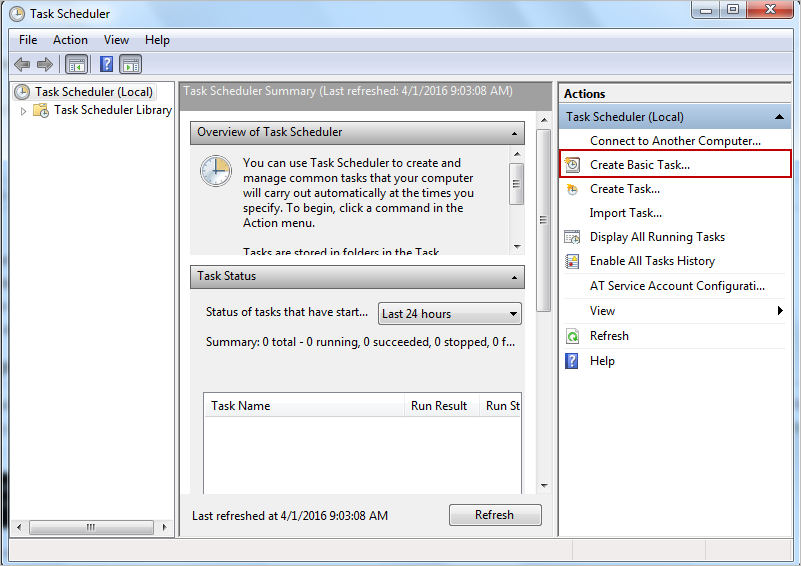 Task Scheduler
File Action View Help
Task Scheduler (Local)
Task Scheduler Library
Task Scheduler Summary (Last refreshed: 4/1/2016 9:03:08 AM)
Overview of Task Scheduler
You can use Task Scheduler to create and
manage common tasks that your computer
will carry out automatically at the times you
specify. To begin, click a command in the
Action menu.
Tasks are stored in folders in the Task
Task Status
Status of tasks that have start... Last 24 hours
Summary: 0 total - 0 running, 0 succeeded, 0 stopped, 0 f...
Task Name Run Result Run St
Last refreshed at 4/1/2016 9:03:08 AM Refresh
Actions
Task Scheduler (Local)
Connect to Another Computer...
Create Basic Task...
Create Task...
Import Task...
Display All Running Tasks
Enable All Tasks History
AT Service Account Configurati...
View
Refresh
Help